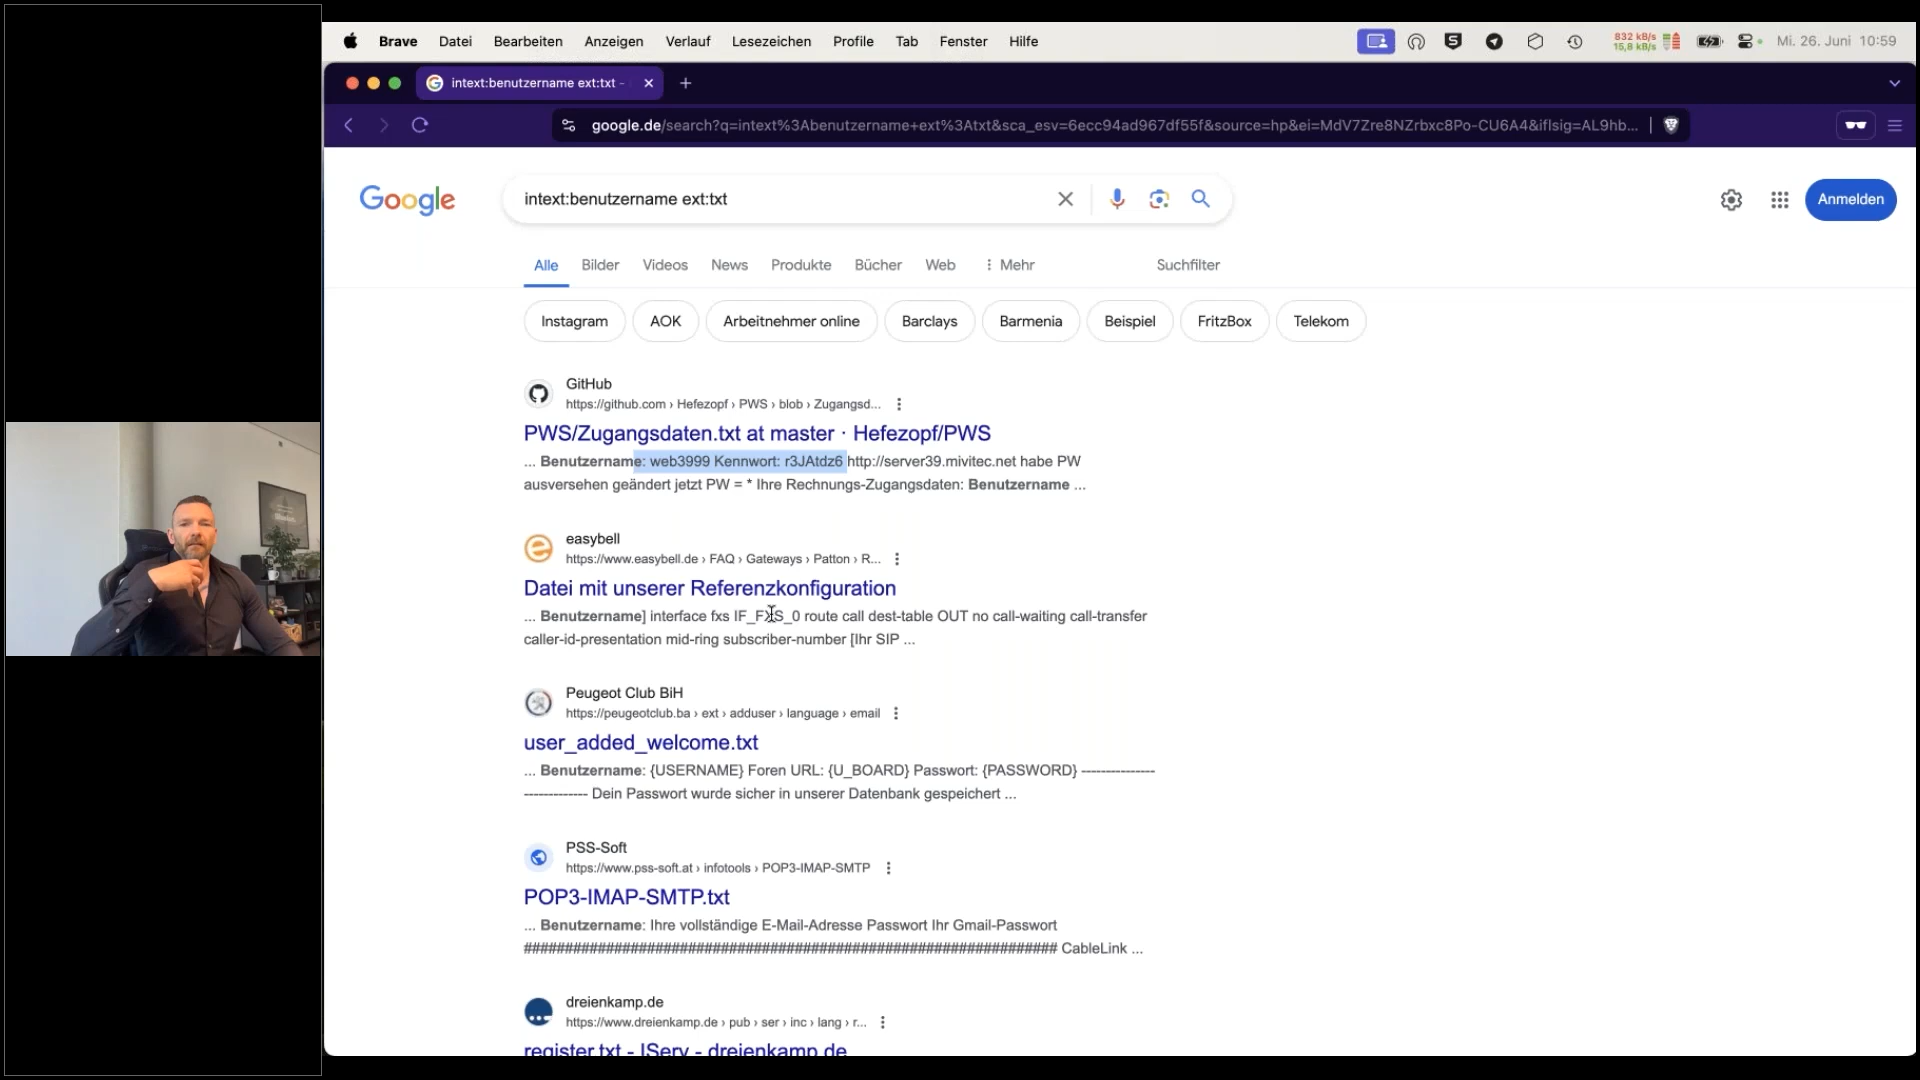 Brave Datei Bearbeiten Anzeigen Verlauf Lesezeichen Profile Tab Fenster Hilfe
832 kB/s
15,8 kB/s
Mi. 26. Juni 10:59
intext:benutzername ext:txt -
google.de/search?q=intext%3Abenutzername+ext%3Atxt&sca_esv=6ecc94ad967df55f&source=hp&ei=MdV7Zre8NZrbxc8Po-CU6A4&iflsig=AL9hb...
Google
intext:benutzername ext:txt
Anmelden
Alle Bilder Videos News Produkte Bücher Web Mehr Suchfilter
Instagram AOK Arbeitnehmer online Barclays Barmenia Beispiel FritzBox Telekom
GitHub
https://github.com › Hefezopf › PWS › blob › Zugangsd...
PWS/Zugangsdaten.txt at master · Hefezopf/PWS
... Benutzername: web3999 Kennwort: r3JAtdz6 http://server39.mivitec.net habe PW
ausversehen geändert jetzt PW = * Ihre Rechnungs-Zugangsdaten: Benutzername ...
easybell
https://www.easybell.de › FAQ › Gateways › Patton › R...
Datei mit unserer Referenzkonfiguration
... Benutzername] interface fxs IF_FXS_0 route call dest-table OUT no call-waiting call-transfer
caller-id-presentation mid-ring subscriber-number [Ihr SIP ...
Peugeot Club BiH
https://peugeotclub.ba › ext › adduser › language › email
user_added_welcome.txt
... Benutzername: {USERNAME} Foren URL: {U_BOARD} Passwort: {PASSWORD} ----------------
-------------- Dein Passwort wurde sicher in unserer Datenbank gespeichert ...
PSS-Soft
https://www.pss-soft.at › infotools › POP3-IMAP-SMTP
POP3-IMAP-SMTP.txt
... Benutzername: Ihre vollständige E-Mail-Adresse Passwort Ihr Gmail-Passwort
################################################################## CableLink ...
dreienkamp.de
https://www.dreienkamp.de › pub › ser › inc › lang › r...
register.txt - IServ - dreienkamp.de